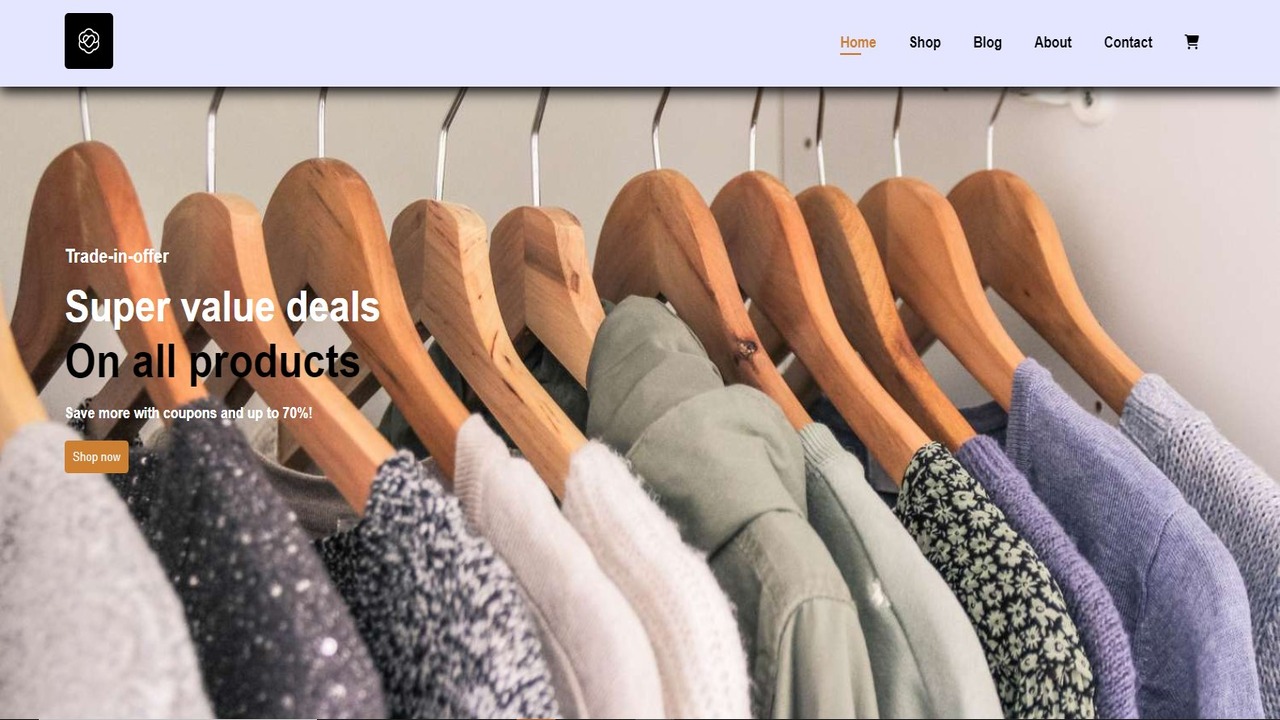 Home Shop Blog About Contact
Trade-in-offer
Super value deals
On all products
Save more with coupons and up to 70%!
Shop now